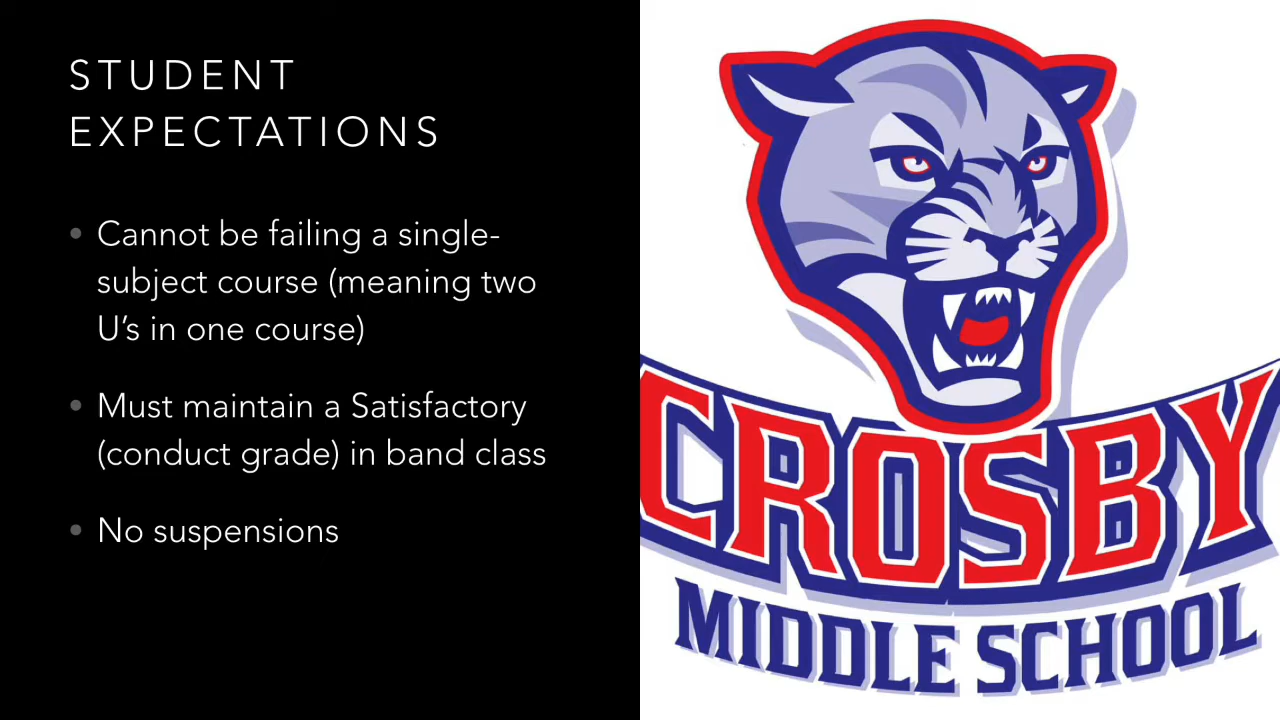 STUDENT
EXPECTATIONS
• Cannot be failing a single-
subject course (meaning two
U’s in one course)
• Must maintain a Satisfactory
(conduct grade) in band class
• No suspensions
CROSBY
MIDDLE SCHOOL